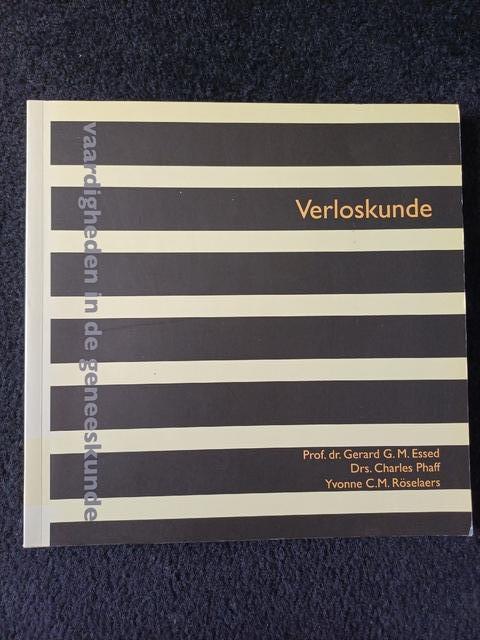 vaardigheden in de geneeskunde
Verloskunde
Prof. dr. Gerard G. M. Essed
Drs. Charles Phaff
Yvonne C.M. Röselaers